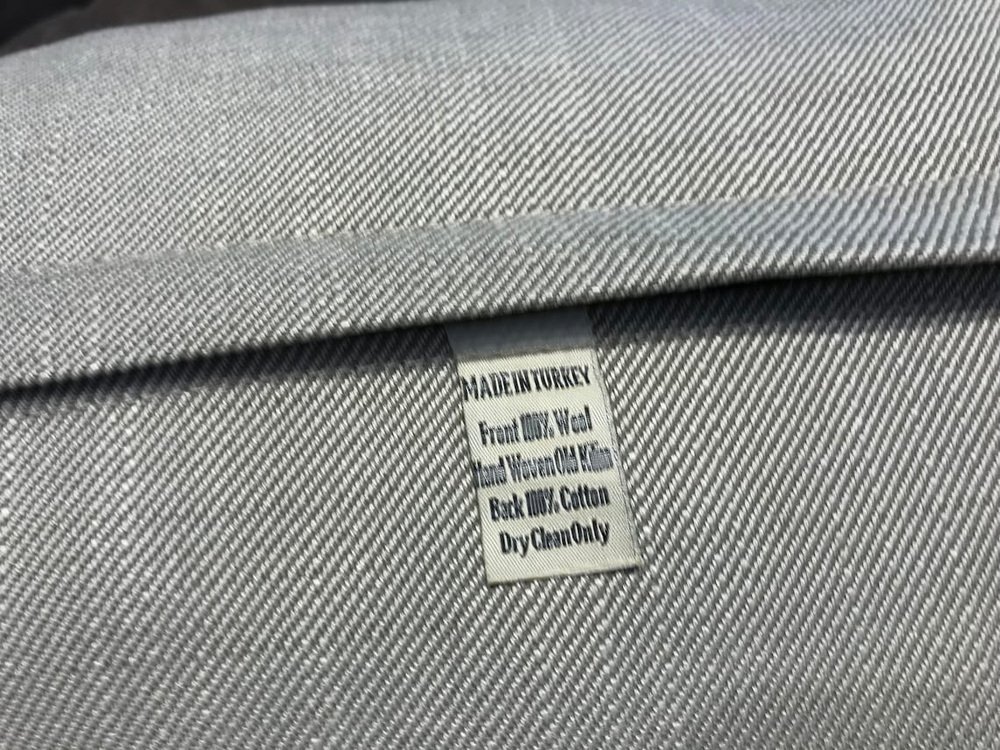 MADE IN TURKEY
Front 100% Wool
Hand Woven Old Kilim
Back 100% Cotton
Dry Clean Only